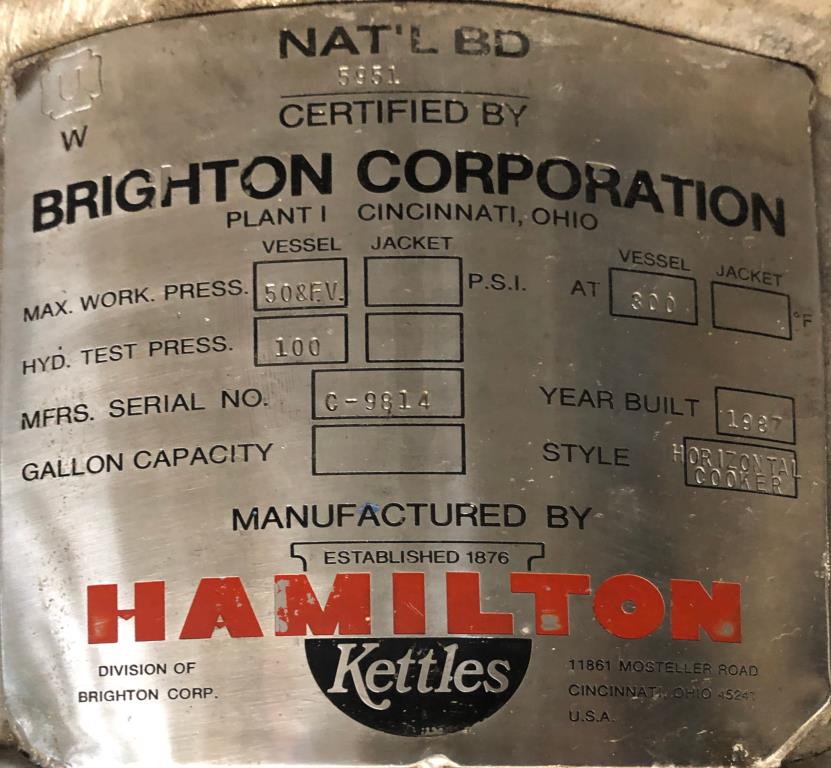 NAT'L BD
U
5951
W
CERTIFIED BY
BRIGHTON CORPORATION
PLANT I CINCINNATI, OHIO
VESSEL JACKET
VESSEL JACKET
MAX. WORK. PRESS. 50&F.V. P.S.I. AT 300 °F
HYD. TEST PRESS. 100
MFRS. SERIAL NO. C-9814
YEAR BUILT 1987
GALLON CAPACITY
STYLE HORIZONTAL
COOKER
MANUFACTURED BY
ESTABLISHED 1876
HAMILTON
Kettles
DIVISION OF
BRIGHTON CORP.
11861 MOSTELLER ROAD
CINCINNATI, OHIO 45241
U.S.A.